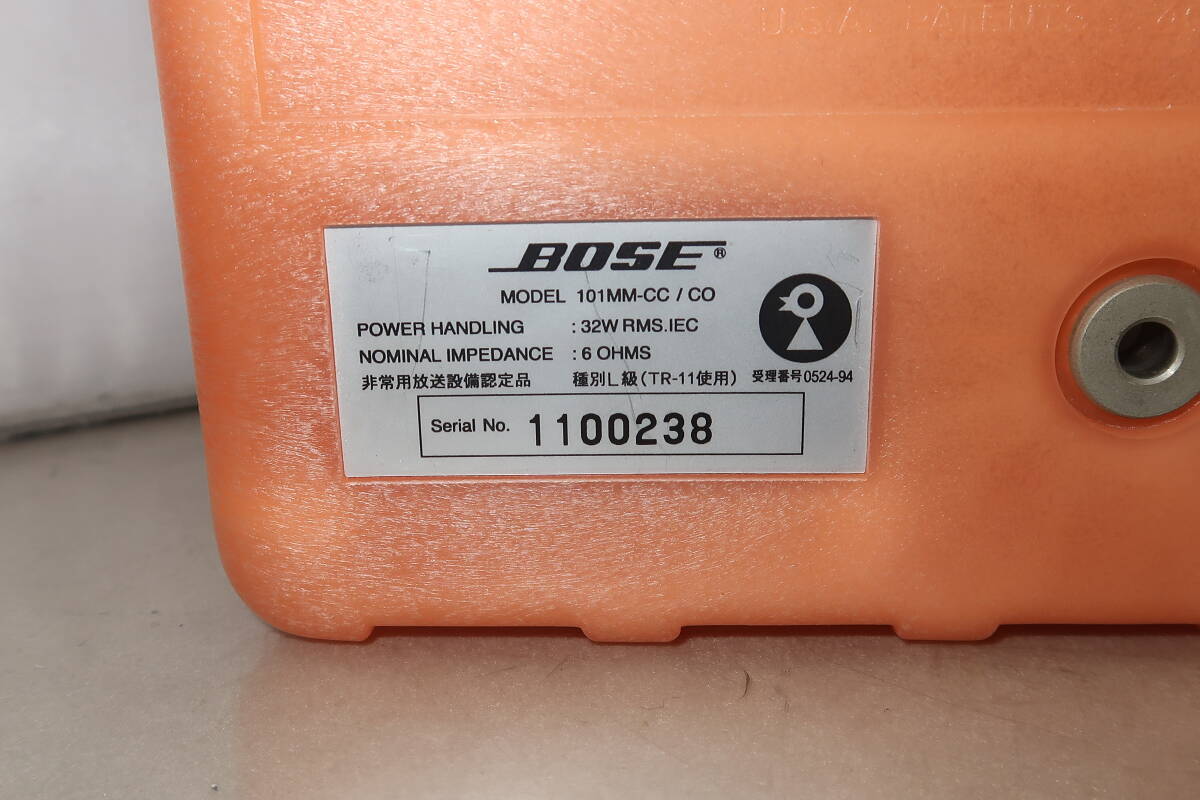 U.S.A. PATENTS
BOSE®
MODEL 101MM-CC / CO
POWER HANDLING : 32W RMS.IEC
NOMINAL IMPEDANCE : 6 OHMS
非常用放送設備認定品 種別L級(TR-11使用) 受理番号0524-94
Serial No. 1100238